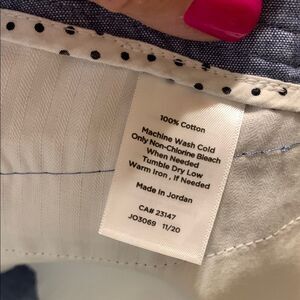 100% Cotton
Machine Wash Cold
Only Non-Chlorine Bleach
When Needed
Tumble Dry Low
Warm Iron , If Needed
Made in Jordan
CA# 23147
JO3069 11/20